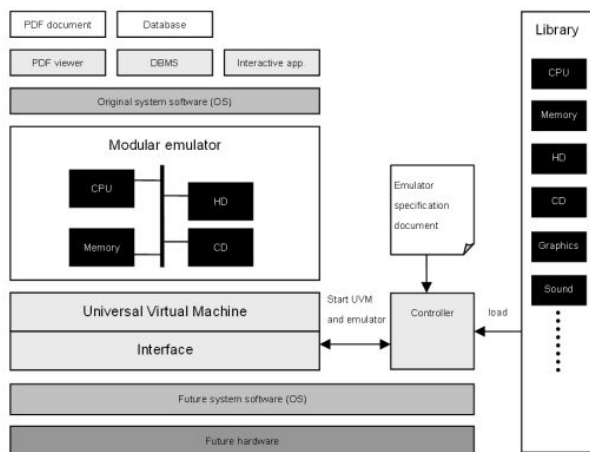 PDF document
Database
Library
PDF viewer
DBMS
Interactive app.
CPU
Original system software (OS)
Memory
Modular emulator
HD
CPU
HD
Memory
CD
Emulator
specification
document
CD
Graphics
Sound
Universal Virtual Machine
Start UVM
and emulator
Controller
load
Interface
Future system software (OS)
Future hardware